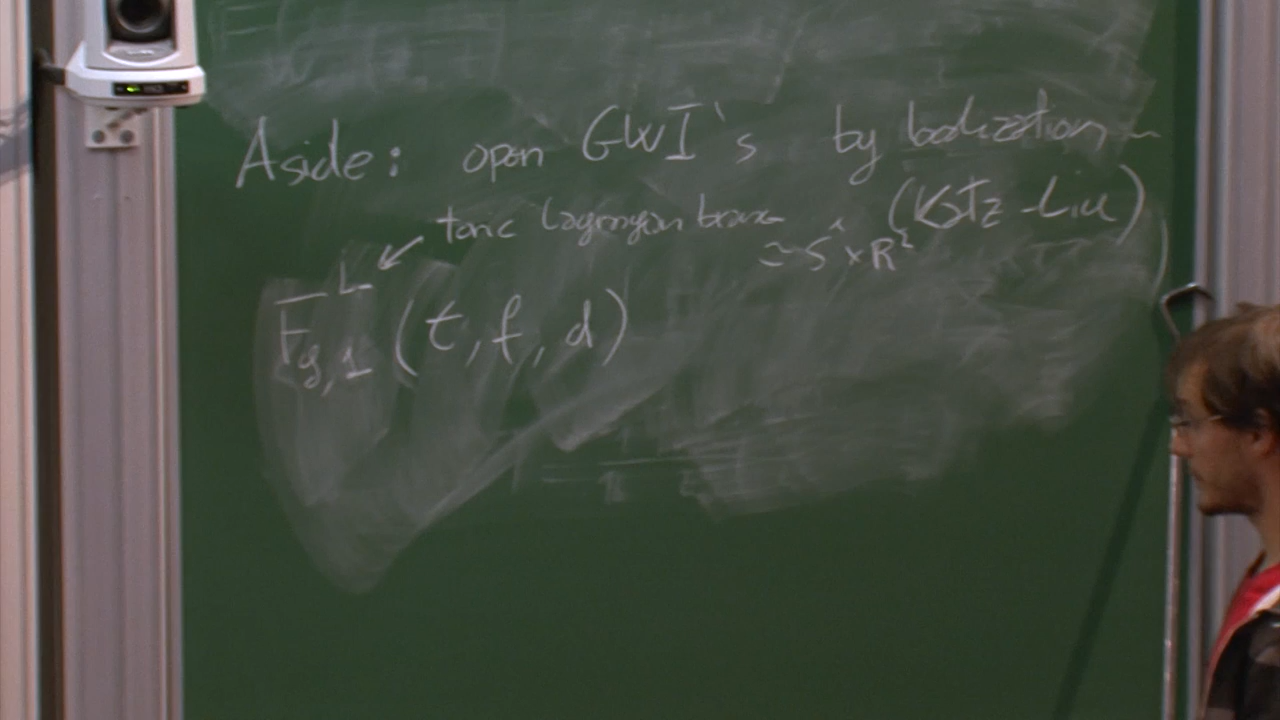 Aside: open GWI's by localization
toric Lagrangian brane (Katz-Liu)
≃ S¹ × R²
F^L_{g,1} (t, f, d)